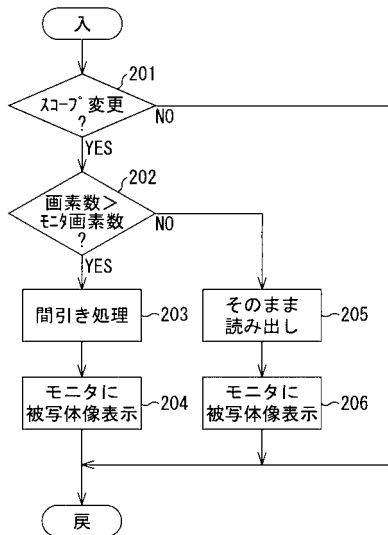 入
201
スコープ変更
?
NO
YES
202
画素数>
モニタ画素数
?
NO
YES
間引き処理
203
そのまま
読み出し
205
モニタに
被写体像表示
204
モニタに
被写体像表示
206
戻